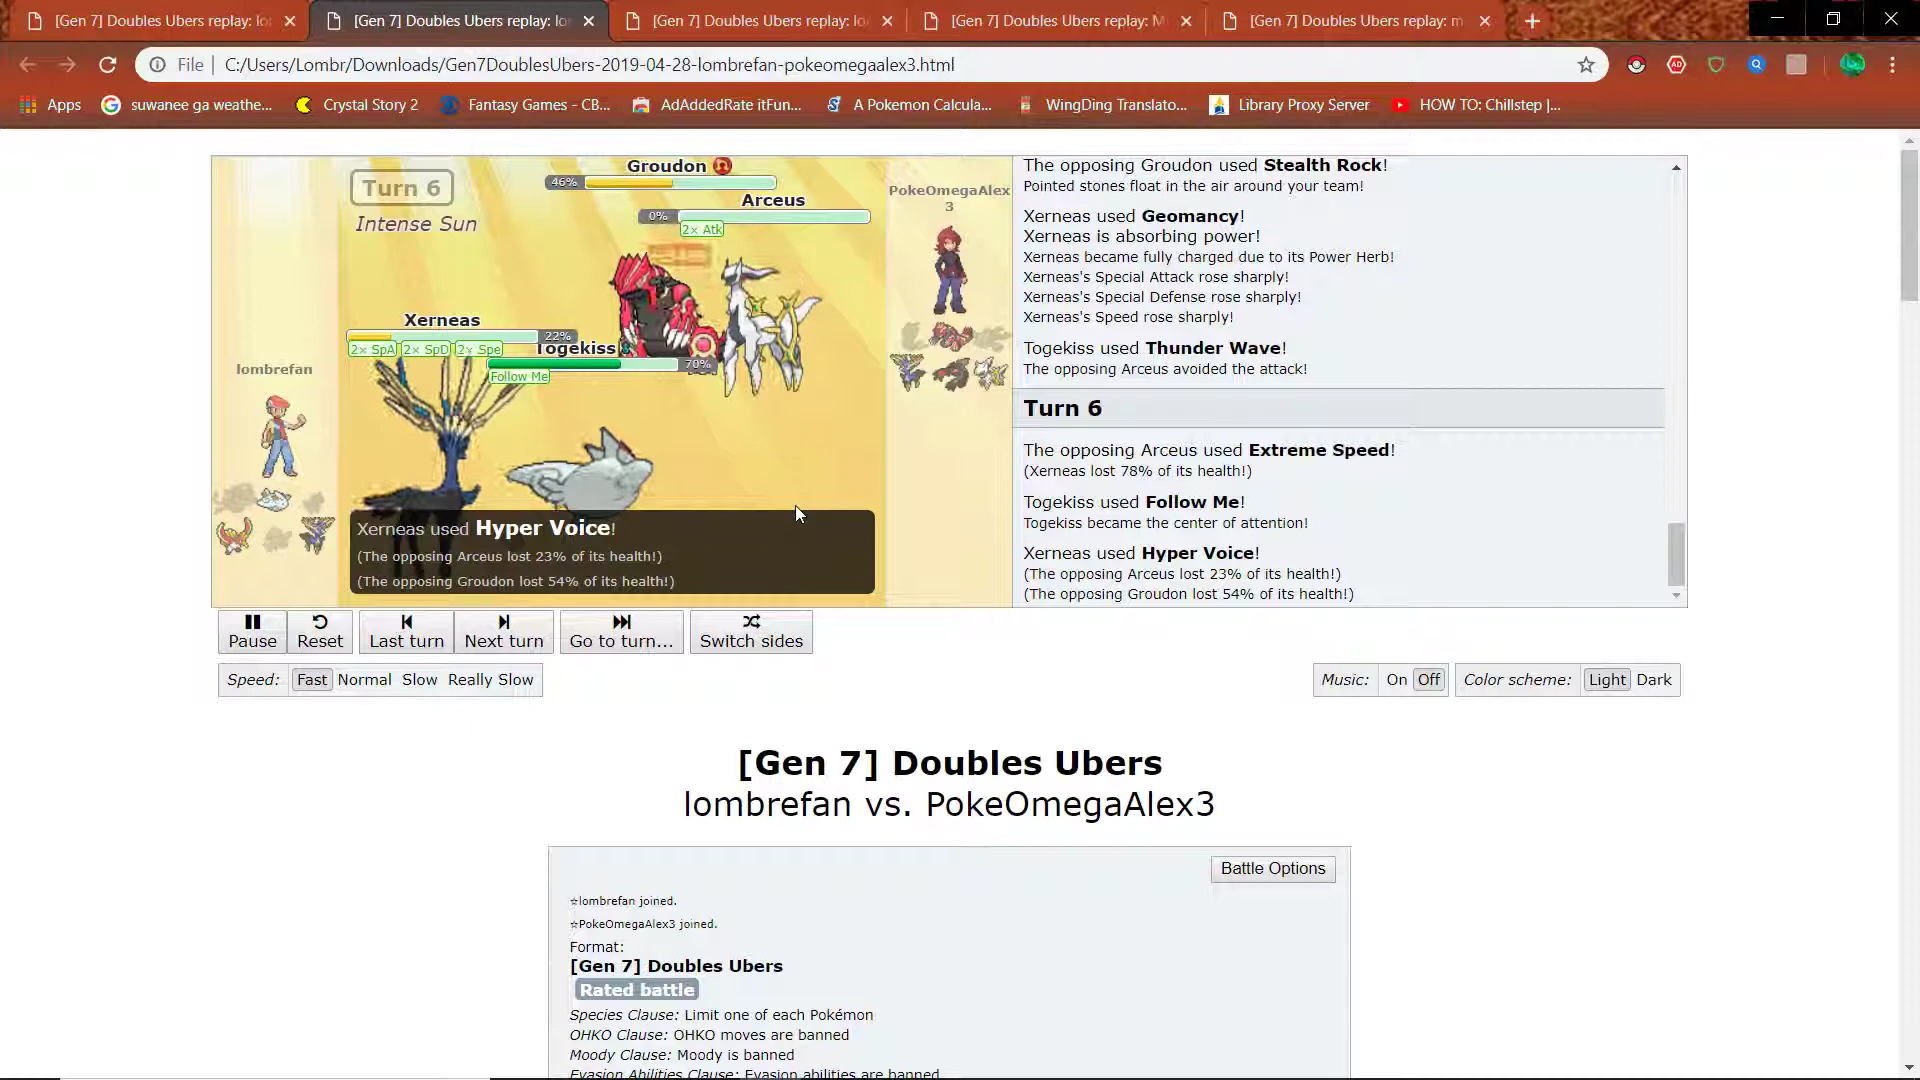 [Gen 7] Doubles Ubers replay: lo
[Gen 7] Doubles Ubers replay: lo
[Gen 7] Doubles Ubers replay: lo
[Gen 7] Doubles Ubers replay: M
[Gen 7] Doubles Ubers replay: m
File | C:/Users/Lombr/Downloads/Gen7DoublesUbers-2019-04-28-lombrefan-pokeomegaalex3.html
Apps
suwanee ga weathe...
Crystal Story 2
Fantasy Games - CB...
AdAddedRate itFun...
A Pokemon Calcula...
WingDing Translato...
Library Proxy Server
HOW TO: Chillstep |...
Turn 6
Intense Sun
Groudon
46%
Arceus
0%
2× Atk
Xerneas
22%
2× SpA 2× SpD 2× Spe
Togekiss
70%
Follow Me
lombrefan
PokeOmegaAlex
3
Xerneas used Hyper Voice!
(The opposing Arceus lost 23% of its health!)
(The opposing Groudon lost 54% of its health!)
The opposing Groudon used Stealth Rock!
Pointed stones float in the air around your team!
Xerneas used Geomancy!
Xerneas is absorbing power!
Xerneas became fully charged due to its Power Herb!
Xerneas's Special Attack rose sharply!
Xerneas's Special Defense rose sharply!
Xerneas's Speed rose sharply!
Togekiss used Thunder Wave!
The opposing Arceus avoided the attack!
Turn 6
The opposing Arceus used Extreme Speed!
(Xerneas lost 78% of its health!)
Togekiss used Follow Me!
Togekiss became the center of attention!
Xerneas used Hyper Voice!
(The opposing Arceus lost 23% of its health!)
(The opposing Groudon lost 54% of its health!)
Pause
Reset
Last turn
Next turn
Go to turn...
Switch sides
Speed: Fast Normal Slow Really Slow
Music: On Off
Color scheme: Light Dark
[Gen 7] Doubles Ubers
lombrefan vs. PokeOmegaAlex3
Battle Options
☆lombrefan joined.
☆PokeOmegaAlex3 joined.
Format:
[Gen 7] Doubles Ubers
Rated battle
Species Clause: Limit one of each Pokémon
OHKO Clause: OHKO moves are banned
Moody Clause: Moody is banned
Evasion Abilities Clause: Evasion abilities are banned